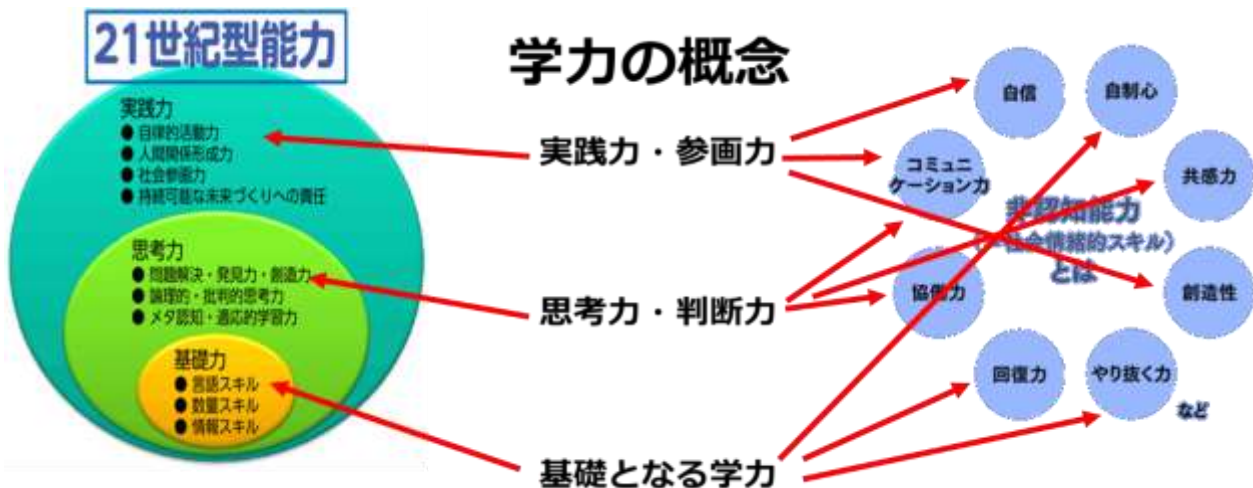 21世紀型能力
実践力
● 自律的活動力
● 人間関係形成力
● 社会参画力
● 持続可能な未来づくりへの責任
思考力
● 問題解決・発見力・創造力
● 論理的・批判的思考力
● メタ認知・適応的学習力
基礎力
● 言語スキル
● 数量スキル
● 情報スキル
学力の概念
実践力・参画力
思考力・判断力
基礎となる学力
自信
自制心
コミュニ
ケーション力
共感力
非認知能力
社会情緒的スキル）
とは
協働力
創造性
回復力
やり抜く力
など